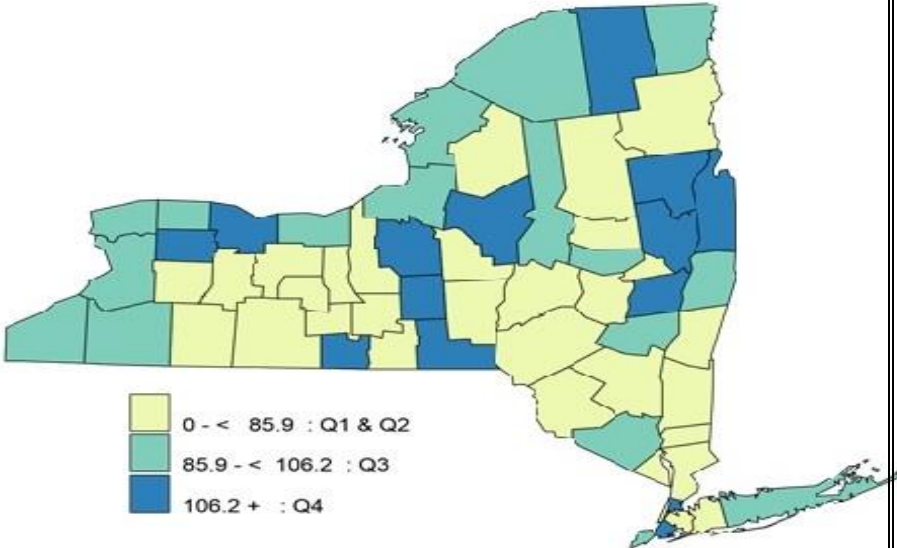 0 - < 85.9 : Q1 & Q2
85.9 - < 106.2 : Q3
106.2 + : Q4